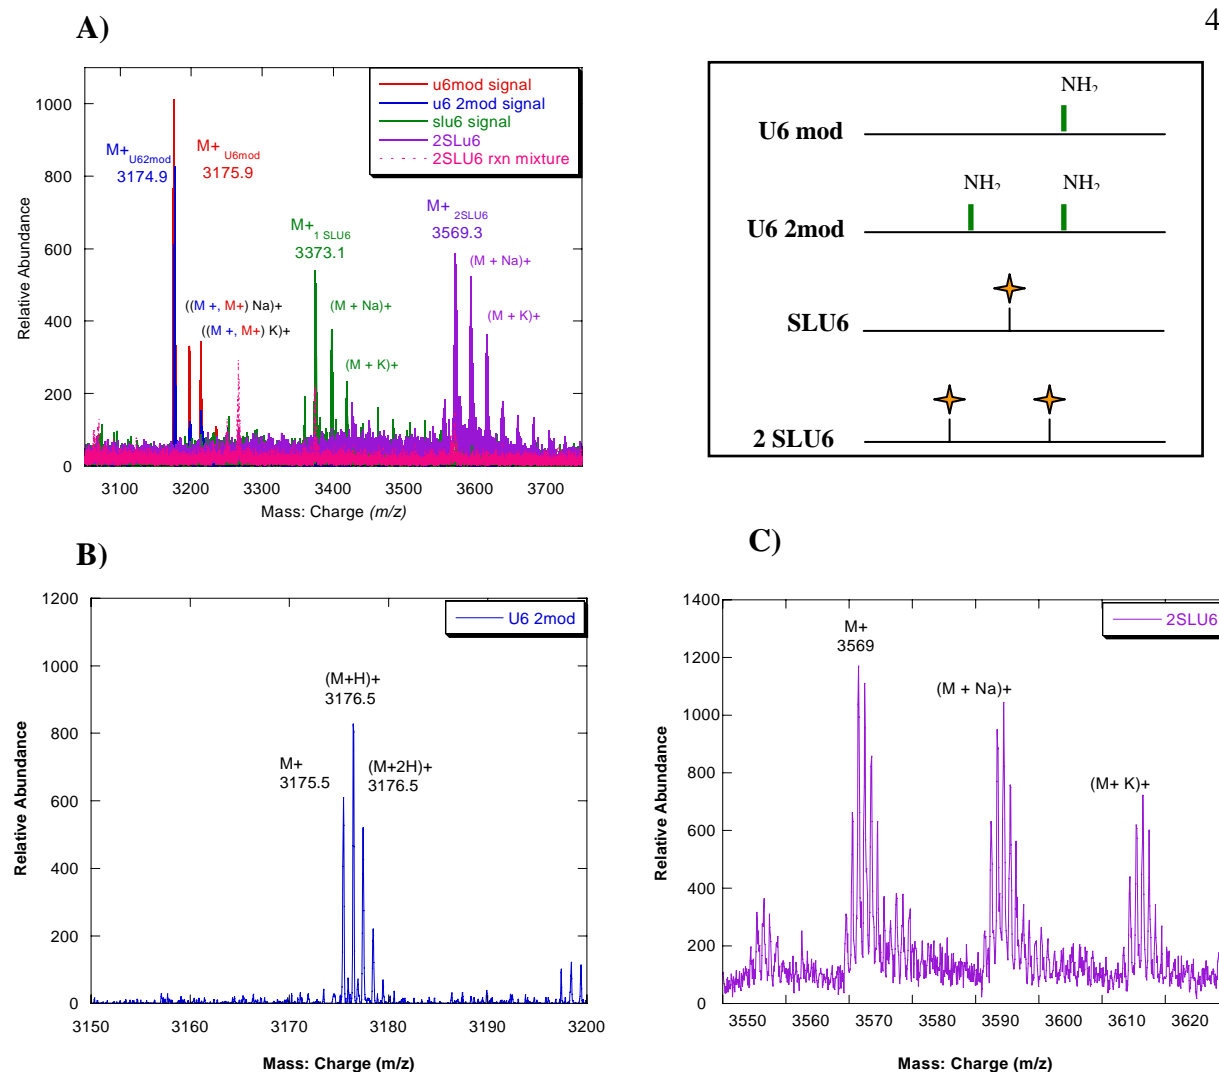 4
A)
1000
800
600
400
200
0
Relative Abundance
u6mod signal
u6 2mod signal
slu6 signal
2SLu6
2SLU6 rxn mixture
M+U62mod
3174.9
M+ U6mod
3175.9
M+1 SLU6
3373.1
M+ 2SLU6
3569.3
((M +, M+) Na)+
((M +, M+) K)+
(M + Na)+
(M + K)+
(M + Na)+
(M + K)+
3100 3200 3300 3400 3500 3600 3700
Mass: Charge (m/z)
NH2
U6 mod
NH2 NH2
U6 2mod
SLU6
2 SLU6
B)
1200
1000
800
600
400
200
0
Relative Abundance
U6 2mod
(M+H)+
3176.5
M+
3175.5
(M+2H)+
3176.5
3150 3160 3170 3180 3190 3200
Mass: Charge (m/z)
C)
1400
1200
1000
800
600
400
200
0
Relative Abundance
2SLU6
M+
3569
(M + Na)+
(M+ K)+
3550 3560 3570 3580 3590 3600 3610 3620
Mass: Charge (m/z)